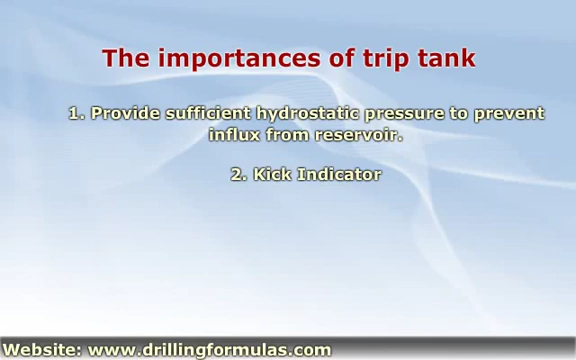 The importances of trip tank
1. Provide sufficient hydrostatic pressure to prevent
influx from reservoir.
2. Kick Indicator
Website: www.drillingformulas.com